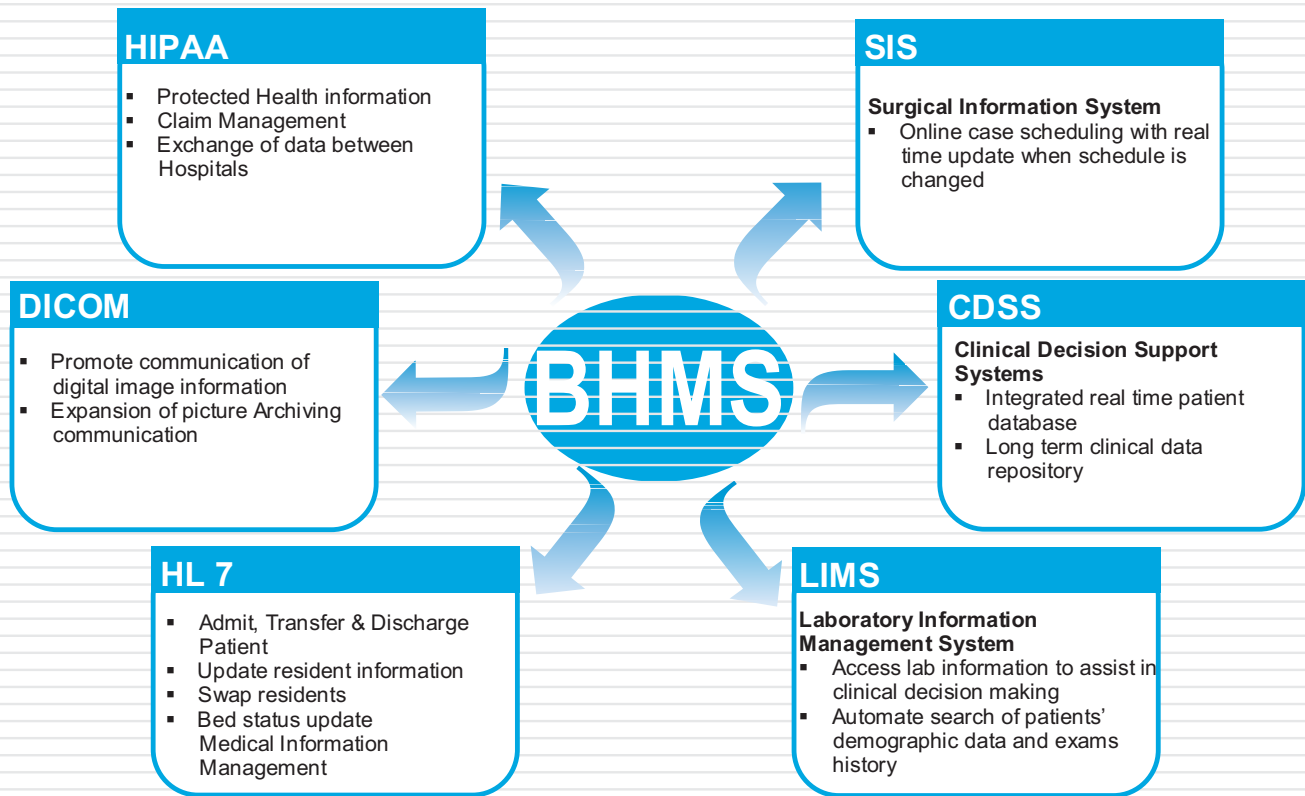 HIPAA
▪ Protected Health information
▪ Claim Management
▪ Exchange of data between
Hospitals
SIS
Surgical Information System
▪ Online case scheduling with real
time update when schedule is
changed
DICOM
▪ Promote communication of
digital image information
▪ Expansion of picture Archiving
communication
BHMS
CDSS
Clinical Decision Support
Systems
▪ Integrated real time patient
database
▪ Long term clinical data
repository
HL 7
▪ Admit, Transfer & Discharge
Patient
▪ Update resident information
▪ Swap residents
▪ Bed status update
Medical Information
Management
LIMS
Laboratory Information
Management System
▪ Access lab information to assist in
clinical decision making
▪ Automate search of patients’
demographic data and exams
history